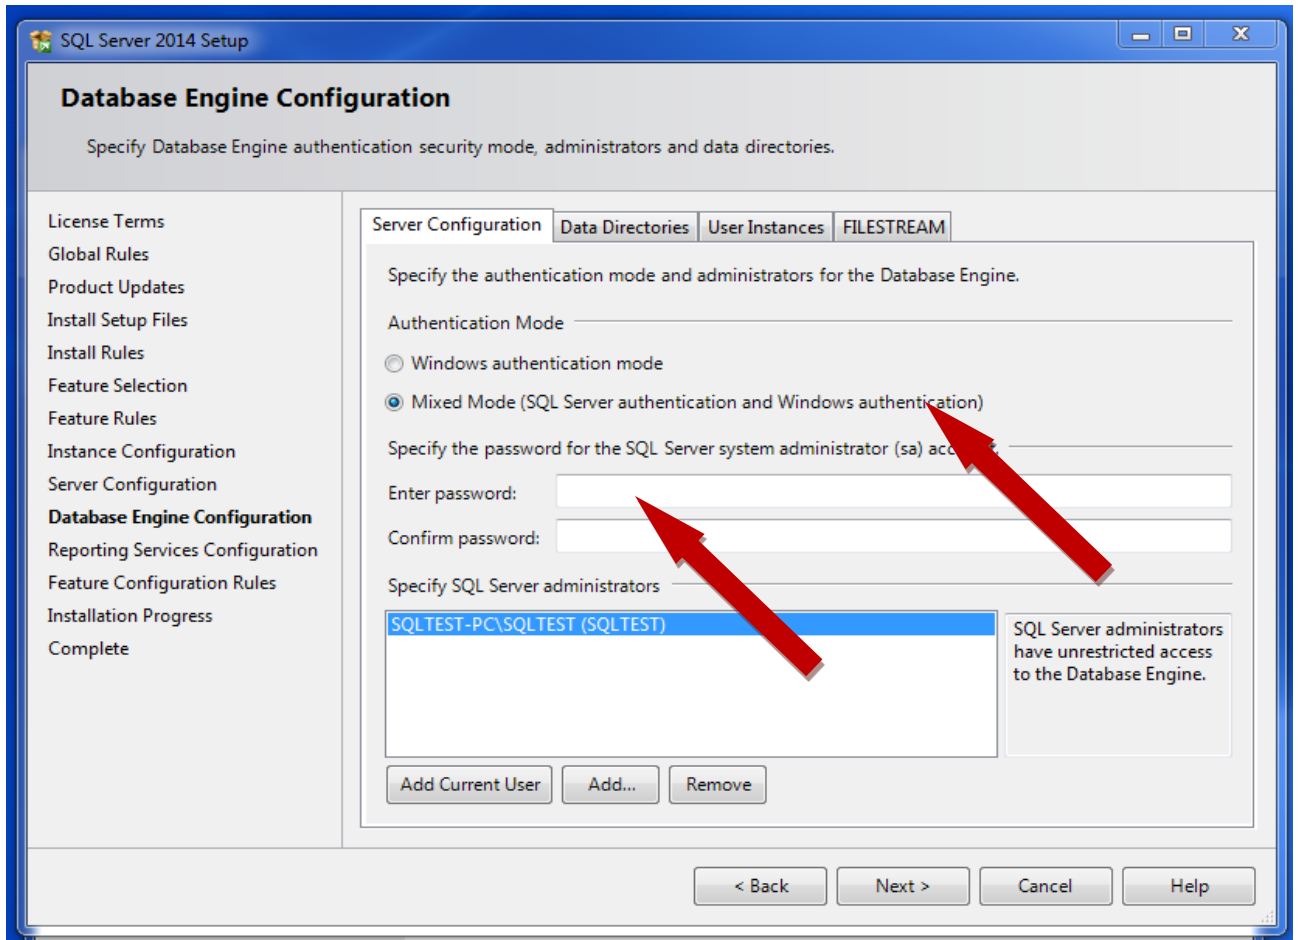 SQL Server 2014 Setup
Database Engine Configuration
Specify Database Engine authentication security mode, administrators and data directories.
License Terms
Global Rules
Product Updates
Install Setup Files
Install Rules
Feature Selection
Feature Rules
Instance Configuration
Server Configuration
Database Engine Configuration
Reporting Services Configuration
Feature Configuration Rules
Installation Progress
Complete
Server Configuration
Data Directories
User Instances
FILESTREAM
Specify the authentication mode and administrators for the Database Engine.
Authentication Mode
Windows authentication mode
Mixed Mode (SQL Server authentication and Windows authentication)
Specify the password for the SQL Server system administrator (sa)
Enter password:
Confirm password:
Specify SQL Server administrators
SQLTEST-PC\SQLTEST (SQLTEST)
SQL Server administrators
have unrestricted access
to the Database Engine.
Add Current User
Add...
Remove
< Back
Next >
Cancel
Help